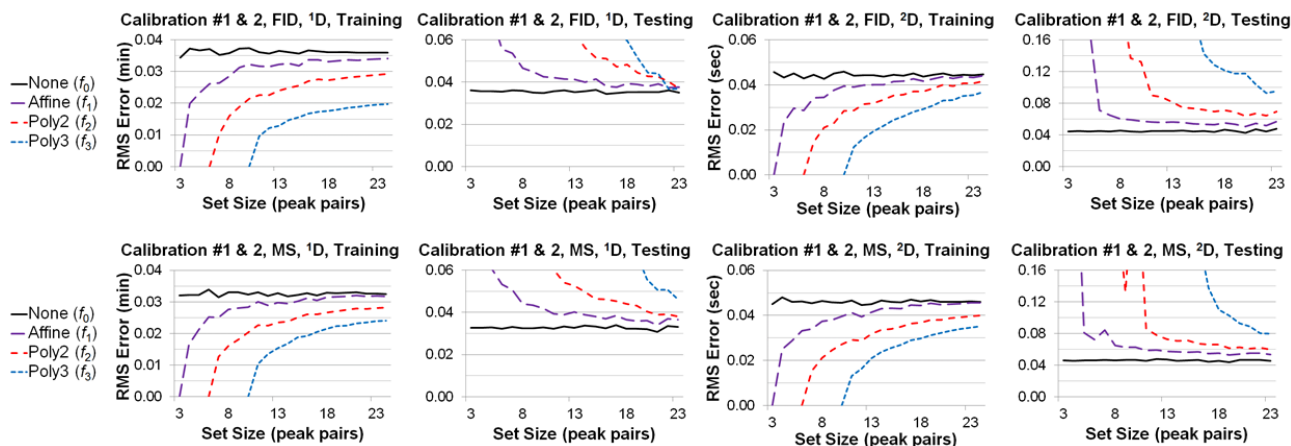 Calibration #1 & 2, FID, ¹D, Training
Calibration #1 & 2, FID, ¹D, Testing
Calibration #1 & 2, FID, ²D, Training
Calibration #1 & 2, FID, ²D, Testing
None (f₀)
Affine (f₁)
Poly2 (f₂)
Poly3 (f₃)
RMS Error (min)
0.04
0.03
0.02
0.01
0.00
3 8 13 18 23
Set Size (peak pairs)
0.06
0.04
0.02
0.00
3 8 13 18 23
Set Size (peak pairs)
RMS Error (sec)
0.06
0.04
0.02
0.00
3 8 13 18 23
Set Size (peak pairs)
0.16
0.12
0.08
0.04
0.00
3 8 13 18 23
Set Size (peak pairs)
Calibration #1 & 2, MS, ¹D, Training
Calibration #1 & 2, MS, ¹D, Testing
Calibration #1 & 2, MS, ²D, Training
Calibration #1 & 2, MS, ²D, Testing
None (f₀)
Affine (f₁)
Poly2 (f₂)
Poly3 (f₃)
RMS Error (min)
0.04
0.03
0.02
0.01
0.00
3 8 13 18 23
Set Size (peak pairs)
0.06
0.04
0.02
0.00
3 8 13 18 23
Set Size (peak pairs)
RMS Error (sec)
0.06
0.04
0.02
0.00
3 8 13 18 23
Set Size (peak pairs)
0.16
0.12
0.08
0.04
0.00
3 8 13 18 23
Set Size (peak pairs)